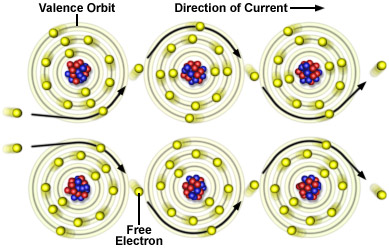 Valence Orbit
Direction of Current
Free
Electron